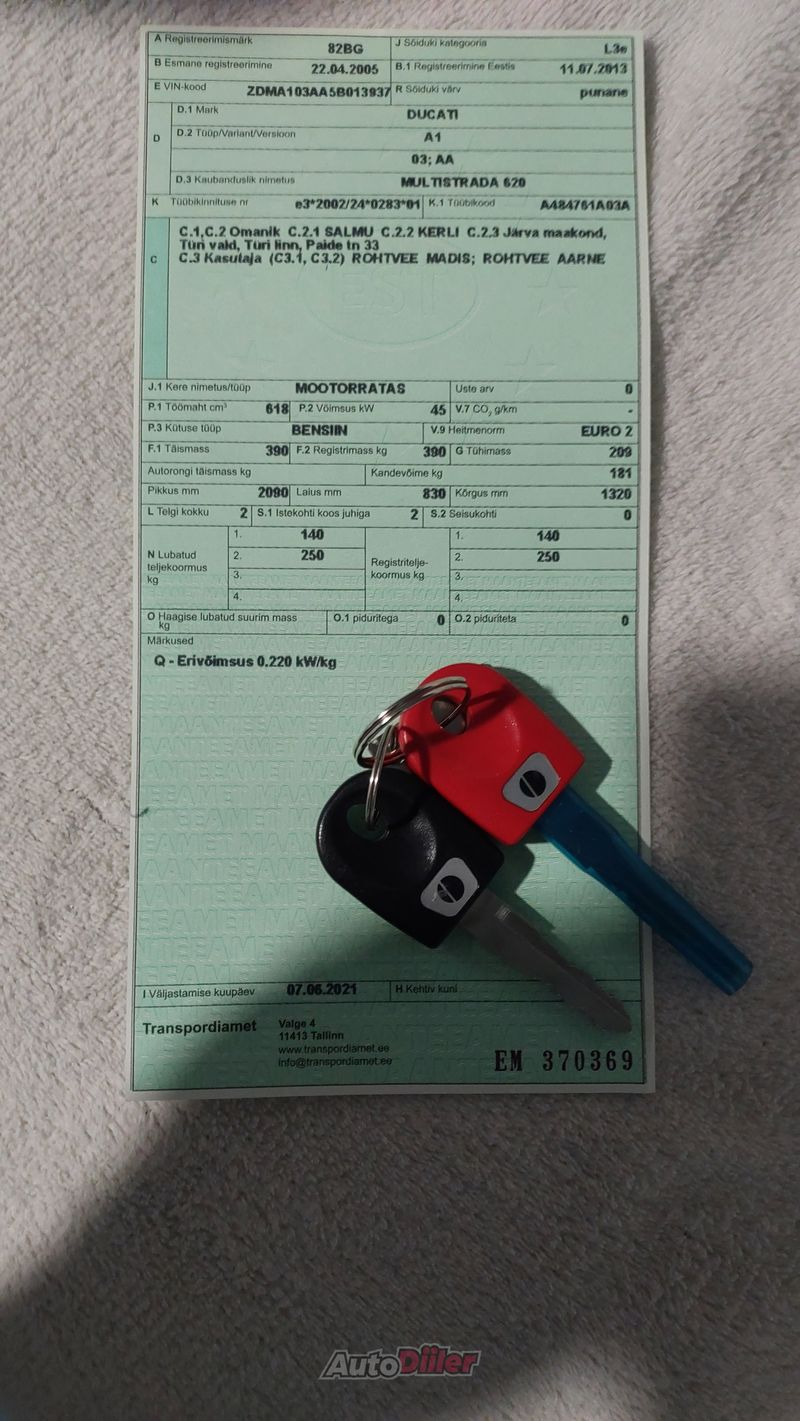 A Registreerimismärk 82BG J Sõiduki kategooria L3e
B Esmane registreerimine 22.04.2005 B.1 Registreerimine Eestis 11.07.2013
E VIN-kood ZDMA103AA5B013937 R Sõiduki värv punane
D D.1 Mark DUCATI
D.2 Tüüp/Variant/Versioon A1
03; AA
D.3 Kaubanduslik nimetus MULTISTRADA 620
K Tüübikinnituse nr e3*2002/24*0283*01 K.1 Tüübikood A484761A03A
C C.1,C.2 Omanik C.2.1 SALMU C.2.2 KERLI C.2.3 Järva maakond,
Türi vald, Türi linn, Paide tn 33
C.3 Kasutaja (C3.1, C3.2) ROHTVEE MADIS; ROHTVEE AARNE
EST
J.1 Kere nimetus/tüüp MOOTORRATAS Uste arv 0
P.1 Töömaht cm³ 618 P.2 Võimsus kW 45 V.7 CO₂ g/km -
P.3 Kütuse tüüp BENSIIN V.9 Heitmenorm EURO 2
F.1 Täismass 390 F.2 Registrimass kg 390 G Tühimass 209
Autorongi täismass kg Kandevõime kg 181
Pikkus mm 2090 Laius mm 830 Kõrgus mm 1320
L Telgi kokku 2 S.1 Istekohti koos juhiga 2 S.2 Seisukohti 0
N Lubatud teljekoormus kg 1. 140 Registritelje-koormus kg 1. 140
2. 250 2. 250
3. 3.
4. 4.
O Haagise lubatud suurim mass kg O.1 piduritega 0 O.2 piduriteta 0
Märkused
Q - Erivõimsus 0.220 kW/kg
I Väljastamise kuupäev 07.06.2021 H Kehtiv kuni
Transpordiamet Valge 4
11413 Tallinn
www.transpordiamet.ee
info@transpordiamet.ee
EM 370369
AutoDiiler